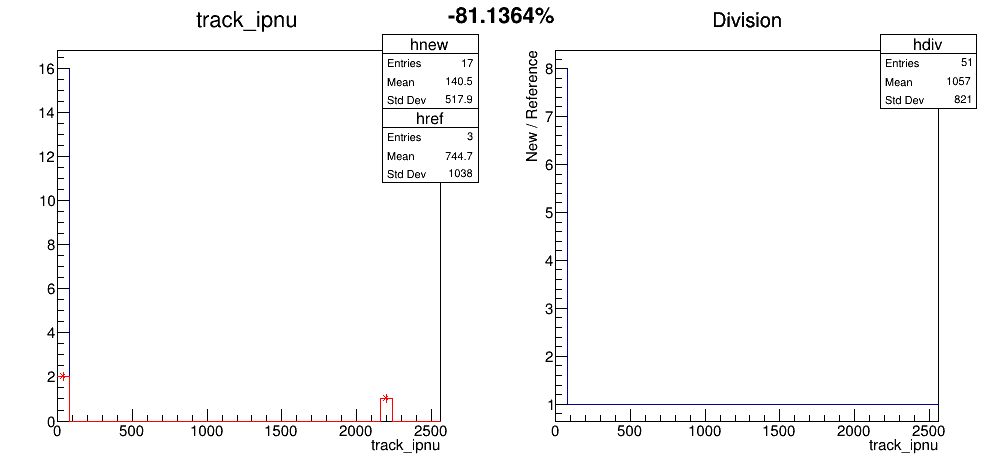 -81.1364%
track_ipnu
hnew
Entries 17
Mean 140.5
Std Dev 517.9
href
Entries 3
Mean 744.7
Std Dev 1038
16
14
12
10
8
6
4
2
0
0 500 1000 1500 2000 2500
track_ipnu
Division
hdiv
Entries 51
Mean 1057
Std Dev 821
New / Reference
8
7
6
5
4
3
2
1
0 500 1000 1500 2000 2500
track_ipnu